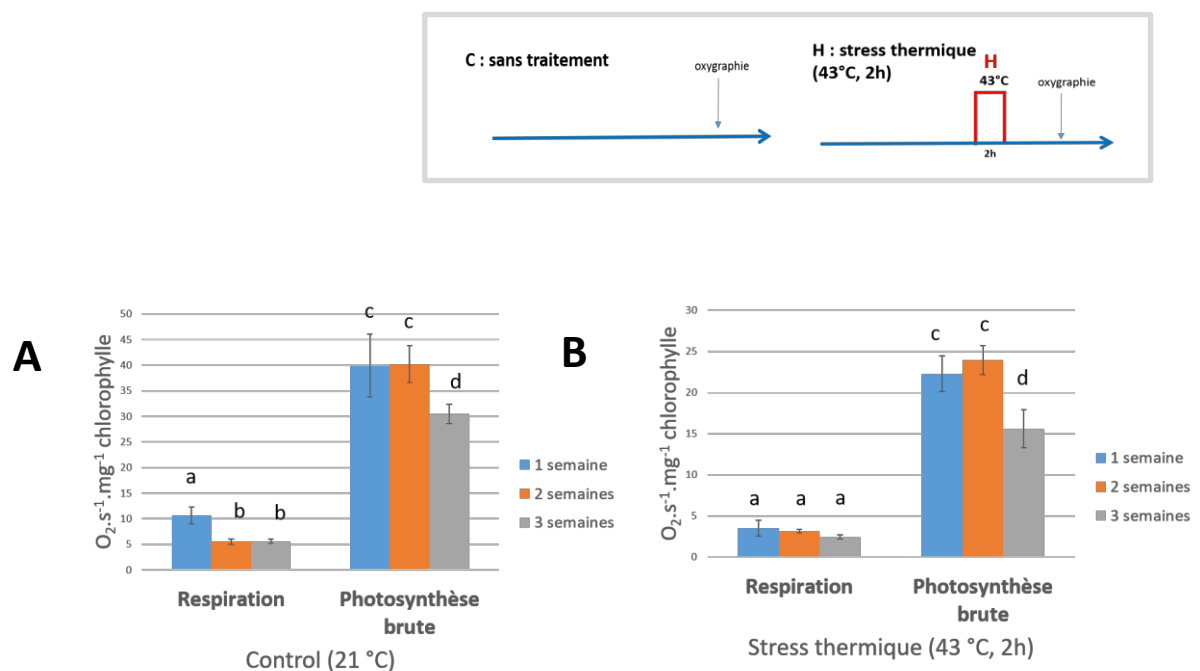 C : sans traitement
oxygraphie
H : stress thermique
(43°C, 2h)
H
43°C
oxygraphie
2h
A
O₂.s⁻¹.mg⁻¹ chlorophylle
50
45
40
35
30
25
20
15
10
5
0
a
b
b
c
c
d
Respiration
Photosynthèse
brute
1 semaine
2 semaines
3 semaines
Control (21 °C)
B
O₂.s⁻¹.mg⁻¹ chlorophylle
30
25
20
15
10
5
0
a
a
a
c
c
d
Respiration
Photosynthèse
brute
1 semaine
2 semaines
3 semaines
Stress thermique (43 °C, 2h)